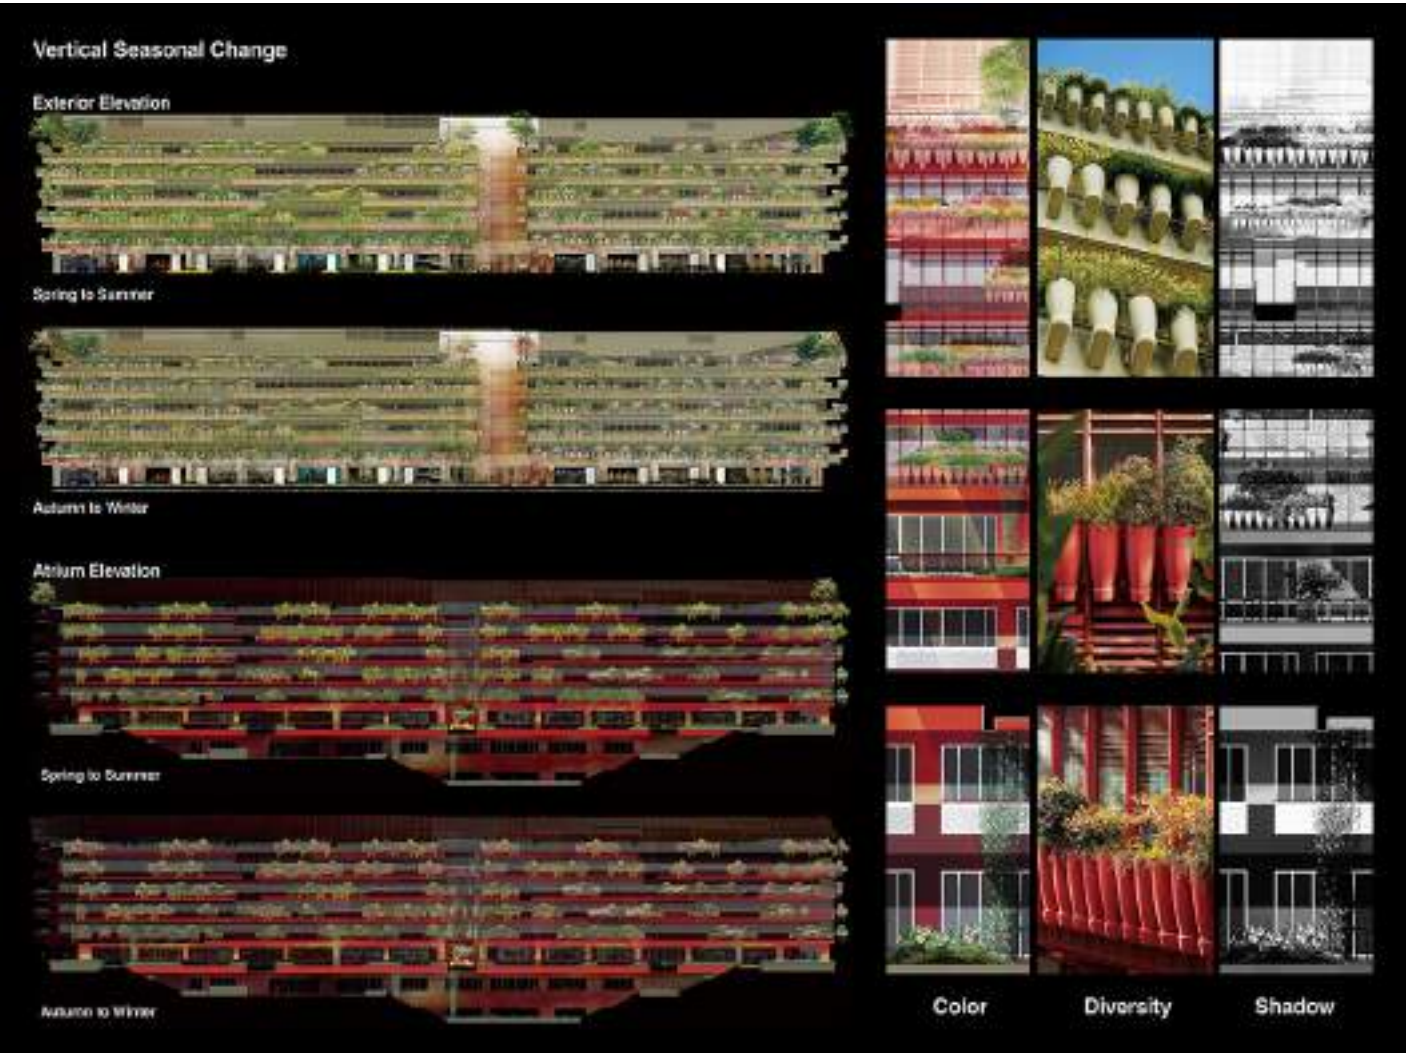 Vertical Seasonal Change
Exterior Elevation
Spring to Summer
Autumn to Winter
Atrium Elevation
Spring to Summer
Autumn to Winter
Color
Diversity
Shadow